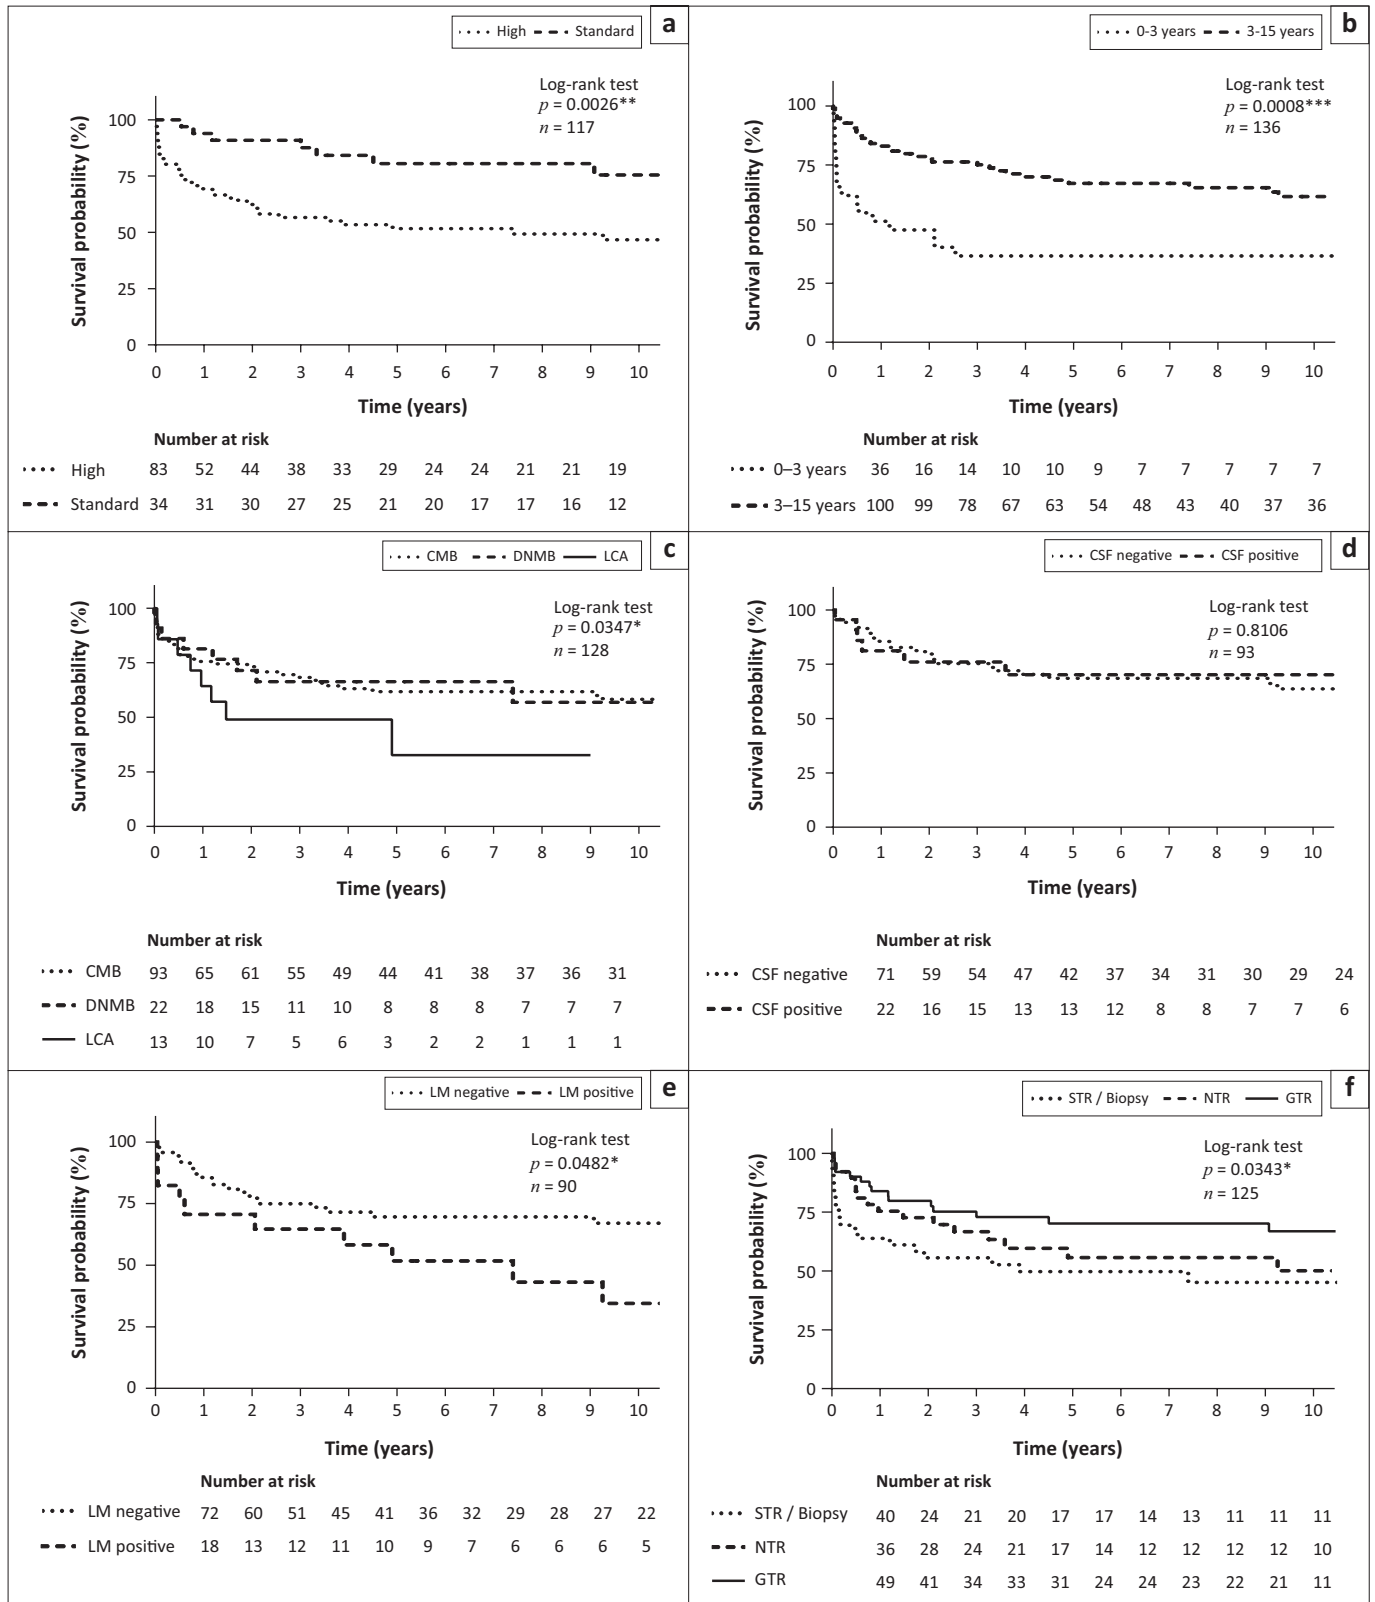 High Standard
a
Log-rank test
p = 0.0026**
n = 117
Survival probability (%)
100
75
50
25
0
0 1 2 3 4 5 6 7 8 9 10
Time (years)
Number at risk
High 83 52 44 38 33 29 24 24 21 21 19
Standard 34 31 30 27 25 21 20 17 17 16 12
0-3 years 3-15 years
b
Log-rank test
p = 0.0008***
n = 136
Survival probability (%)
100
75
50
25
0
0 1 2 3 4 5 6 7 8 9 10
Time (years)
Number at risk
0–3 years 36 16 14 10 10 9 7 7 7 7 7
3–15 years 100 99 78 67 63 54 48 43 40 37 36
CMB DNMB LCA
c
Log-rank test
p = 0.0347*
n = 128
Survival probability (%)
100
75
50
25
0
0 1 2 3 4 5 6 7 8 9 10
Time (years)
Number at risk
CMB 93 65 61 55 49 44 41 38 37 36 31
DNMB 22 18 15 11 10 8 8 8 7 7 7
LCA 13 10 7 5 6 3 2 2 1 1 1
CSF negative CSF positive
d
Log-rank test
p = 0.8106
n = 93
Survival probability (%)
100
75
50
25
0
0 1 2 3 4 5 6 7 8 9 10
Time (years)
Number at risk
CSF negative 71 59 54 47 42 37 34 31 30 29 24
CSF positive 22 16 15 13 13 12 8 8 7 7 6
LM negative LM positive
e
Log-rank test
p = 0.0482*
n = 90
Survival probability (%)
100
75
50
25
0
0 1 2 3 4 5 6 7 8 9 10
Time (years)
Number at risk
LM negative 72 60 51 45 41 36 32 29 28 27 22
LM positive 18 13 12 11 10 9 7 6 6 6 5
STR / Biopsy NTR GTR
f
Log-rank test
p = 0.0343*
n = 125
Survival probability (%)
100
75
50
25
0
0 1 2 3 4 5 6 7 8 9 10
Time (years)
Number at risk
STR / Biopsy 40 24 21 20 17 17 14 13 11 11 11
NTR 36 28 24 21 17 14 12 12 12 12 10
GTR 49 41 34 33 31 24 24 23 22 21 11